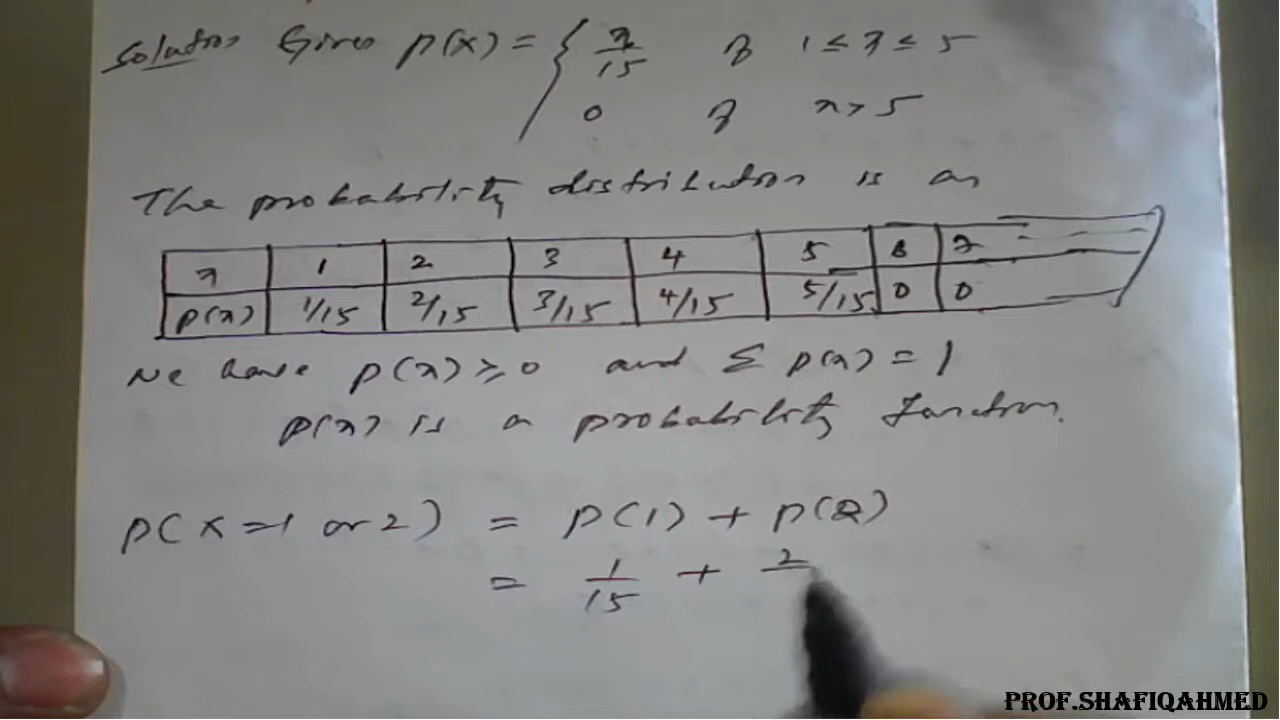 Solution Given p(x) = { x/15 if 1 ≤ x ≤ 5
0 if x > 5
The probability distribution is as
x 1 2 3 4 5 6 7
p(x) 1/15 2/15 3/15 4/15 5/15 0 0
We have p(x) ≥ 0 and Σ p(x) = 1
p(x) is a probability function.
P(X=1 or 2) = P(1) + P(2)
= 1/15 + 2
PROF.SHAFIQAHMED